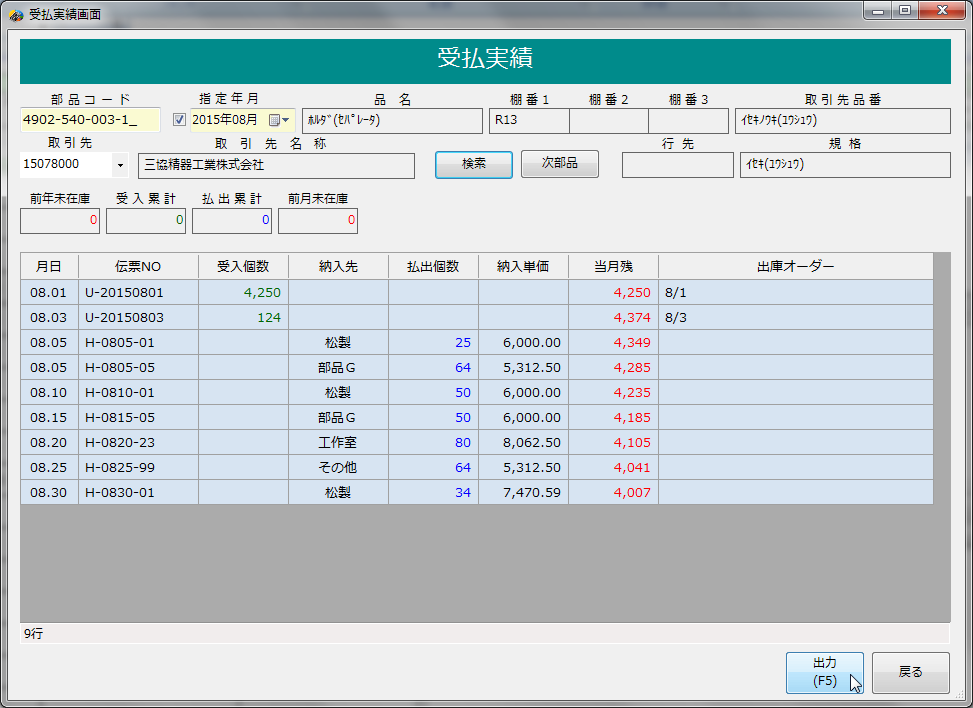 受払実績画面
受払実績
部品コード 指定年月 品名 棚番1 棚番2 棚番3 取引先品番
4902-540-003-1_ 2015年08月 ﾎﾙﾀﾞ(ｾﾊﾟﾚｰﾀ) R13 ｲｾｷﾉｳｷ(ﾕｳｼｭｳ)
取引先 取引先名称 検索 次部品 行先 規格
15078000 三協精器工業株式会社 ｲｾｷ(ﾕｳｼｭｳ)
前年末在庫 受入累計 払出累計 前月末在庫
0 0 0 0
月日 伝票NO 受入個数 納入先 払出個数 納入単価 当月残 出庫オーダー
08.01 U-20150801 4,250 4,250 8/1
08.03 U-20150803 124 4,374 8/3
08.05 H-0805-01 松製 25 6,000.00 4,349
08.05 H-0805-05 部品Ｇ 64 5,312.50 4,285
08.10 H-0810-01 松製 50 6,000.00 4,235
08.15 H-0815-05 部品Ｇ 50 6,000.00 4,185
08.20 H-0820-23 工作室 80 8,062.50 4,105
08.25 H-0825-99 その他 64 5,312.50 4,041
08.30 H-0830-01 松製 34 7,470.59 4,007
9行
出力
(F5)
戻る